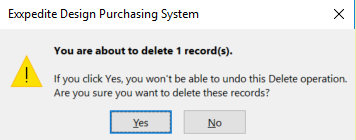 Exxpedite Design Purchasing System
You are about to delete 1 record(s).
If you click Yes, you won't be able to undo this Delete operation.
Are you sure you want to delete these records?
Yes
No